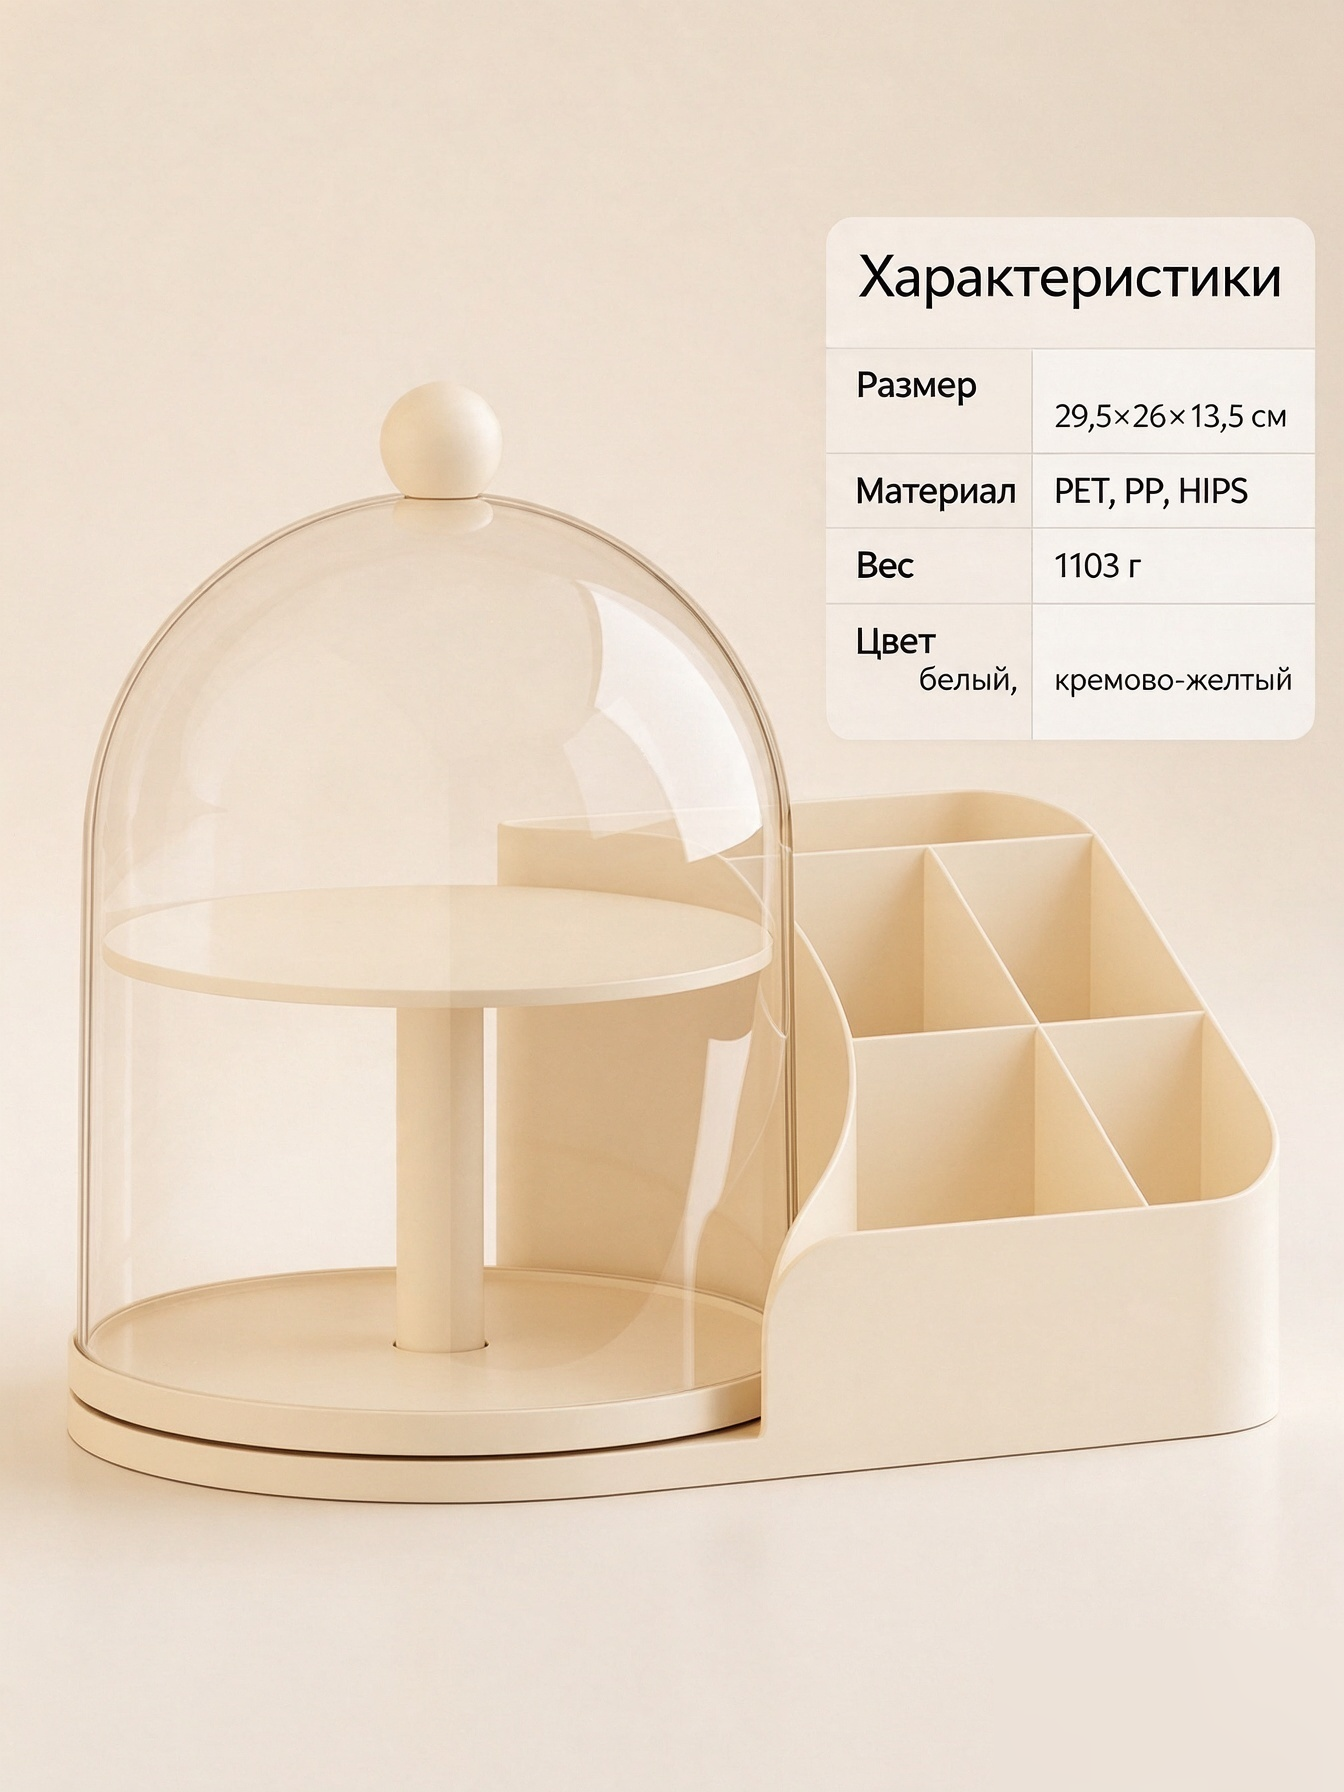 Характеристики
Размер
29,5×26×13,5 см
Материал PET, PP, HIPS
Вес 1103 г
Цвет
белый, кремово-желтый